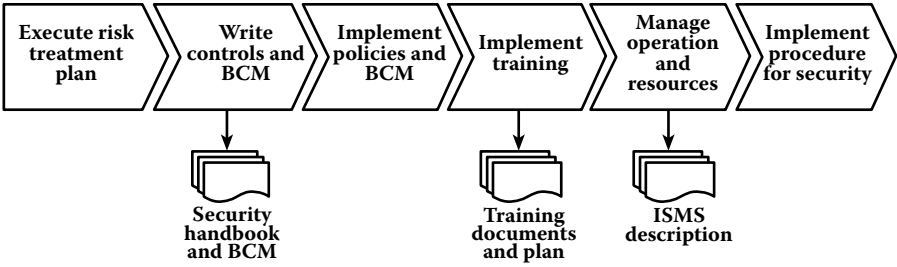 Execute risk
treatment
plan
Write
controls and
BCM
Implement
policies and
BCM
Implement
training
Manage
operation
and
resources
Implement
procedure
for security
Security
handbook
and BCM
Training
documents
and plan
ISMS
description